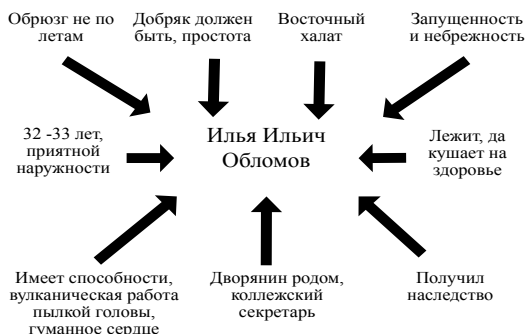 Обрюзг не по
летам
Добряк должен
быть, простота
Восточный
халат
Запущенность
и небрежность
32 -33 лет,
приятной
наружности
Илья Ильич
Обломов
Лежит, да
кушает на
здоровье
Имеет способности,
вулканическая работа
пылкой головы,
гуманное сердце
Дворянин родом,
коллежский
секретарь
Получил
наследство